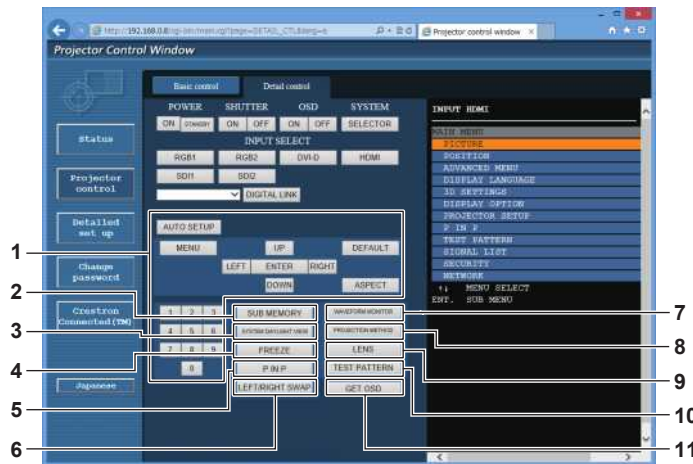 Projector Control Window
Projector control window
Basic control
Detail control
POWER SHUTTER OSD SYSTEM
ON STANDBY ON OFF ON OFF SELECTOR
INPUT SELECT
RGB1 RGB2 DVI-D HDMI
SDI1 SDI2
DIGITAL LINK
AUTO SETUP
MENU UP DEFAULT
LEFT ENTER RIGHT
DOWN ASPECT
1 2 3 SUB MEMORY WAVEFORM MONITOR
4 5 6 SYSTEM DAYLIGHT VIEW PROJECTION METHOD
7 8 9 FREEZE LENS
0 P IN P TEST PATTERN
LEFT/RIGHT SWAP GET OSD
Status
Projector
control
Detailed
set up
Change
password
Crestron
Connected(TM)
Japanese
INPUT HDMI
MAIN MENU
PICTURE
POSITION
ADVANCED MENU
DISPLAY LANGUAGE
3D SETTINGS
DISPLAY OPTION
PROJECTOR SETUP
P IN P
TEST PATTERN
SIGNAL LIST
SECURITY
NETWORK
↑↓ MENU SELECT
ENT. SUB MENU
1
2
3
4
5
6
7
8
9
10
11